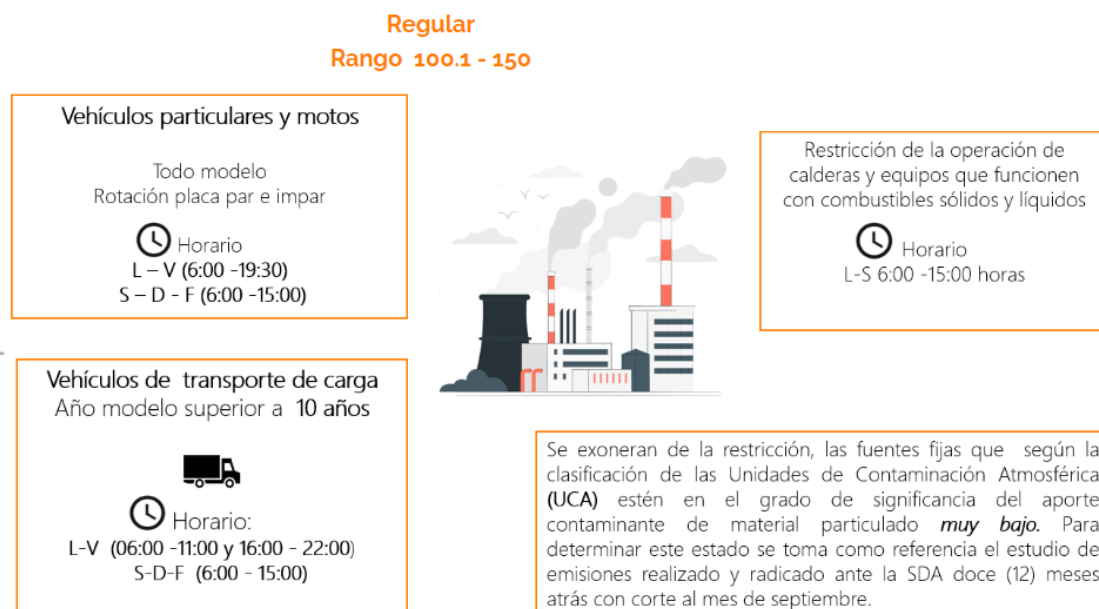 Regular
Rango 100.1 - 150
Vehículos particulares y motos
Todo modelo
Rotación placa par e impar
Horario
L – V (6:00 -19:30)
S – D - F (6:00 -15:00)
Restricción de la operación de
calderas y equipos que funcionen
con combustibles sólidos y líquidos
Horario
L-S 6:00 -15:00 horas
Vehículos de transporte de carga
Año modelo superior a 10 años
Horario:
L-V (06:00 -11:00 y 16:00 - 22:00)
S-D-F (6:00 - 15:00)
Se exoneran de la restricción, las fuentes fijas que según la
clasificación de las Unidades de Contaminación Atmosférica
(UCA) estén en el grado de significancia del aporte
contaminante de material particulado muy bajo. Para
determinar este estado se toma como referencia el estudio de
emisiones realizado y radicado ante la SDA doce (12) meses
atrás con corte al mes de septiembre.